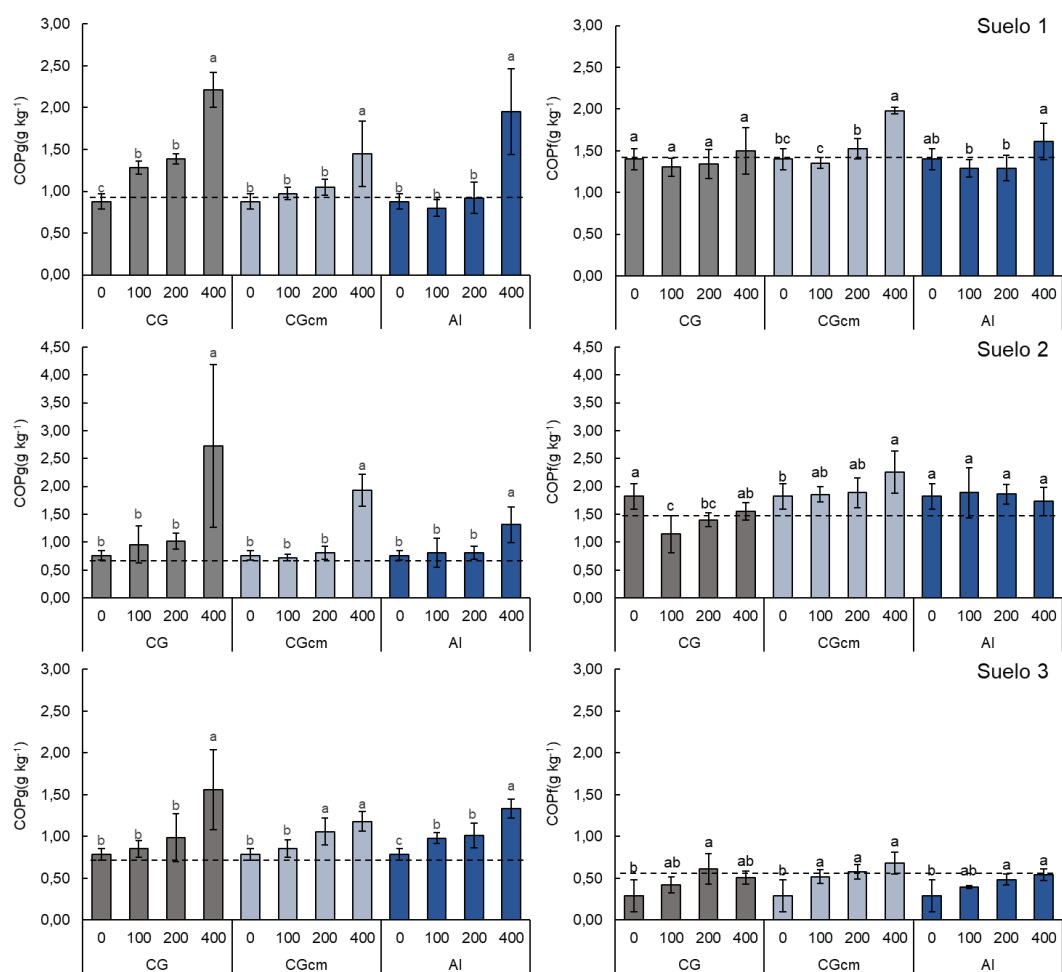 Suelo 1
COPg(g kg⁻¹)
3,00
2,50
2,00
1,50
1,00
0,50
0,00
c b b a b b b a b b b a
0 100 200 400 0 100 200 400 0 100 200 400
CG CGcm AI
COPf(g kg⁻¹)
3,00
2,50
2,00
1,50
1,00
0,50
0,00
a a a a bc c b a ab b b a
0 100 200 400 0 100 200 400 0 100 200 400
CG CGcm AI
Suelo 2
COPg(g kg⁻¹)
4,50
4,00
3,50
3,00
2,50
2,00
1,50
1,00
0,50
0,00
b b b a b b b a b b b a
0 100 200 400 0 100 200 400 0 100 200 400
CG CGcm AI
COPf(g kg⁻¹)
4,50
4,00
3,50
3,00
2,50
2,00
1,50
1,00
0,50
0,00
a c bc ab b ab ab a a a a a
0 100 200 400 0 100 200 400 0 100 200 400
CG CGcm AI
Suelo 3
COPg(g kg⁻¹)
3,00
2,50
2,00
1,50
1,00
0,50
0,00
b b b a b b a a c b b a
0 100 200 400 0 100 200 400 0 100 200 400
CG CGcm AI
COPf(g kg⁻¹)
3,00
2,50
2,00
1,50
1,00
0,50
0,00
b ab a ab b a a a b ab a a
0 100 200 400 0 100 200 400 0 100 200 400
CG CGcm AI